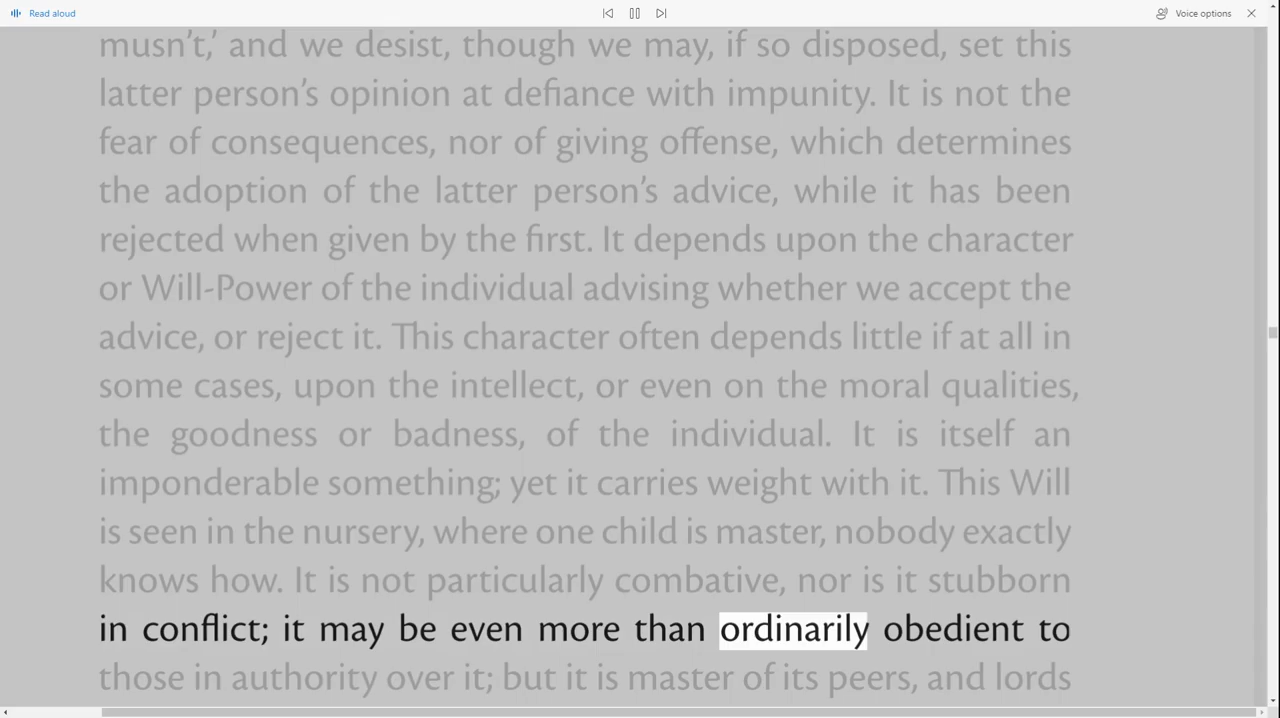 Read aloud
Voice options
musn't,' and we desist, though we may, if so disposed, set this
latter person's opinion at defiance with impunity. It is not the
fear of consequences, nor of giving offense, which determines
the adoption of the latter person's advice, while it has been
rejected when given by the first. It depends upon the character
or Will-Power of the individual advising whether we accept the
advice, or reject it. This character often depends little if at all in
some cases, upon the intellect, or even on the moral qualities,
the goodness or badness, of the individual. It is itself an
imponderable something; yet it carries weight with it. This Will
is seen in the nursery, where one child is master, nobody exactly
knows how. It is not particularly combative, nor is it stubborn
in conflict; it may be even more than ordinarily obedient to
those in authority over it; but it is master of its peers, and lords